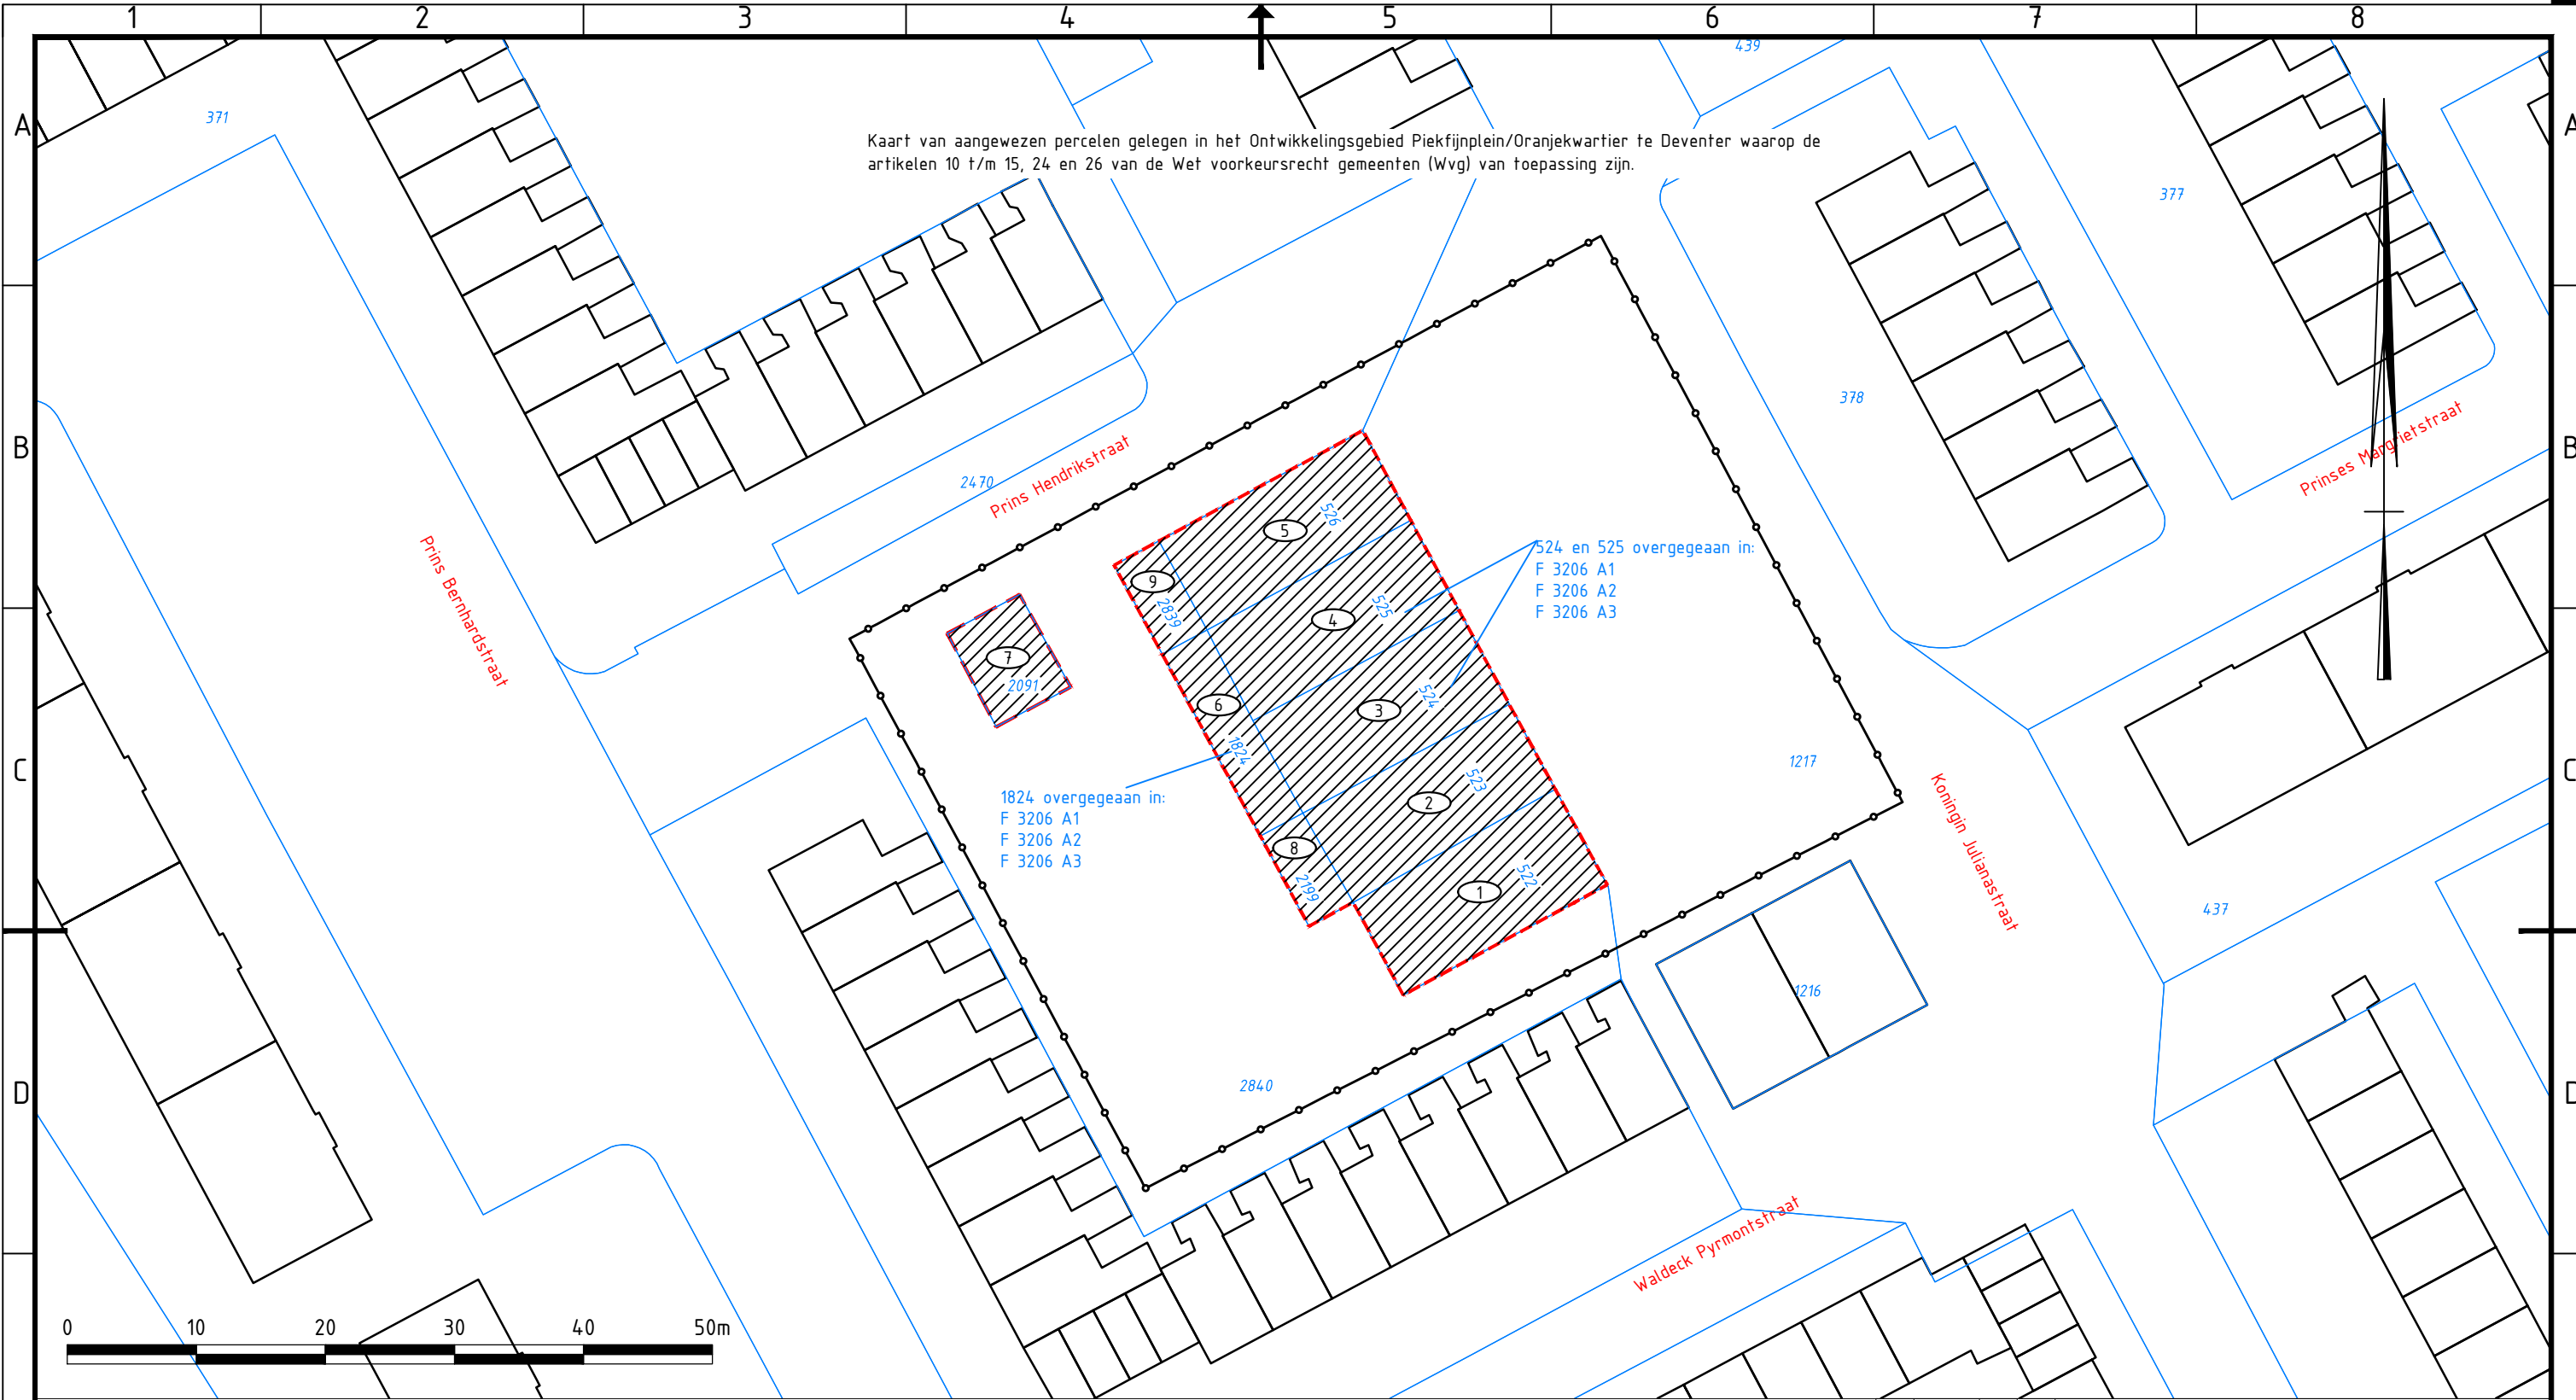 1 2 3 4 5 6 7 8
A A
439
371
Kaart van aangewezen percelen gelegen in het Ontwikkelingsgebied Piekfijnplein/Oranjekwartier te Deventer waarop de
artikelen 10 t/m 15, 24 en 26 van de Wet voorkeursrecht gemeenten (Wvg) van toepassing zijn.
377
378
B B
Prinses Margrietstraat
Prins Hendrikstraat
2470
526
5
Prins Bernhardstraat
524 en 525 overgegeaan in:
F 3206 A1
F 3206 A2
F 3206 A3
9
2839
525
4
7
2091
524
6
3
1824
1217
C C
523
1824 overgegeaan in:
F 3206 A1
F 3206 A2
F 3206 A3
2
Koningin Julianastraat
8
2199
522
1
437
1216
2840
D D
Waldeck Pyrmontstraat
0 10 20 30 40 50m